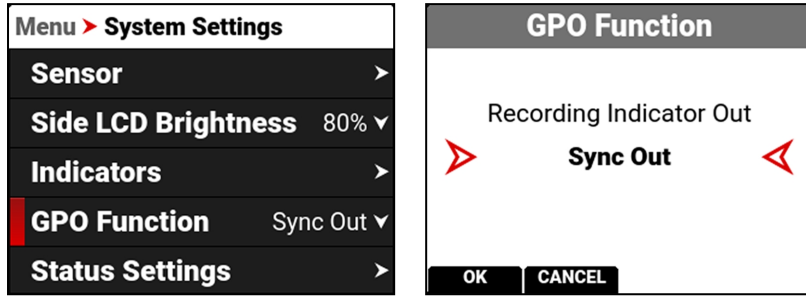 Menu > System Settings
Sensor
Side LCD Brightness 80%
Indicators
GPO Function Sync Out
Status Settings
GPO Function
Recording Indicator Out
Sync Out
OK CANCEL